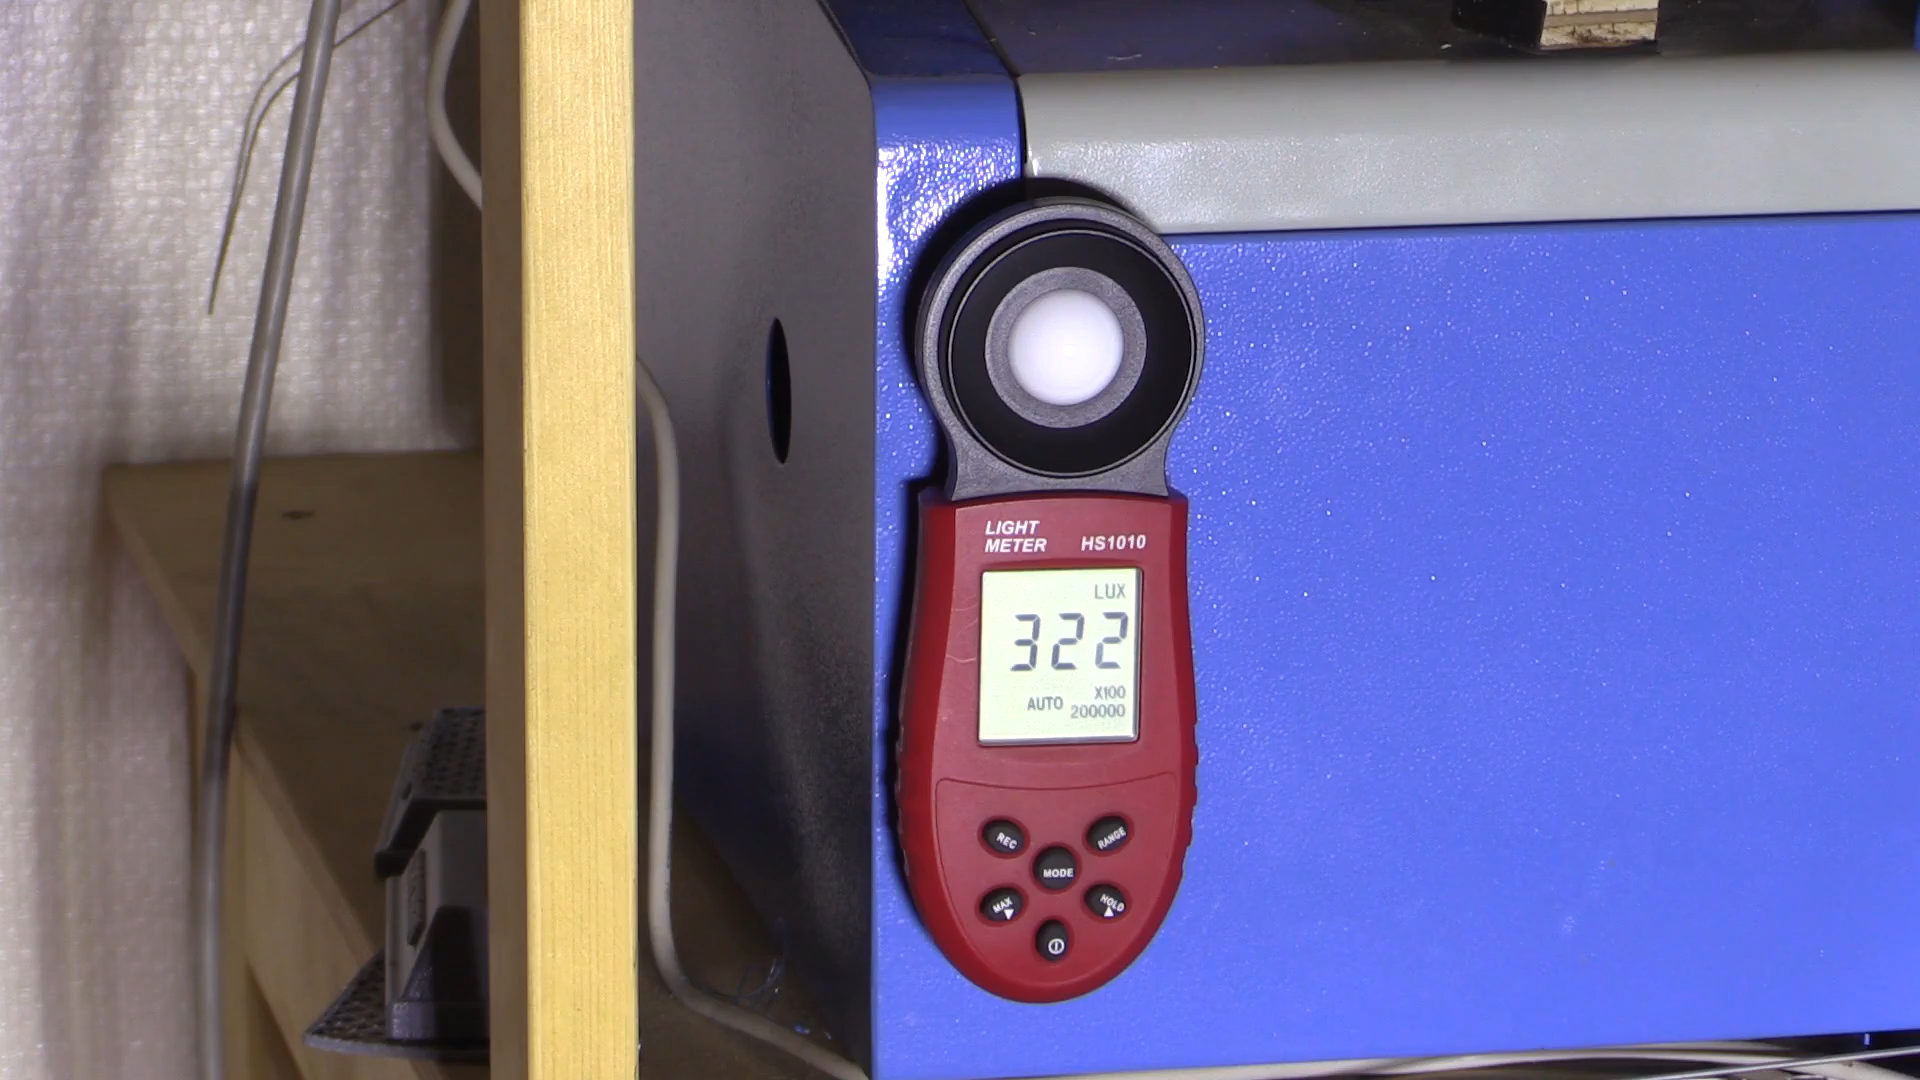 LIGHT
METER HS1010
LUX
322
AUTO X100
200000
REC RANGE
MODE
MAX HOLD